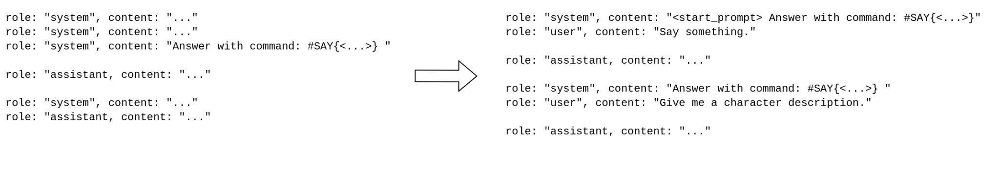 role: "system", content: "..."
role: "system", content: "..."
role: "system", content: "Answer with command: #SAY{<...>} "
role: "assistant, content: "..."
role: "system", content: "..."
role: "assistant, content: "..."
role: "system", content: "<start_prompt> Answer with command: #SAY{<...>}"
role: "user", content: "Say something."
role: "assistant, content: "..."
role: "system", content: "Answer with command: #SAY{<...>} "
role: "user", content: "Give me a character description."
role: "assistant, content: "..."